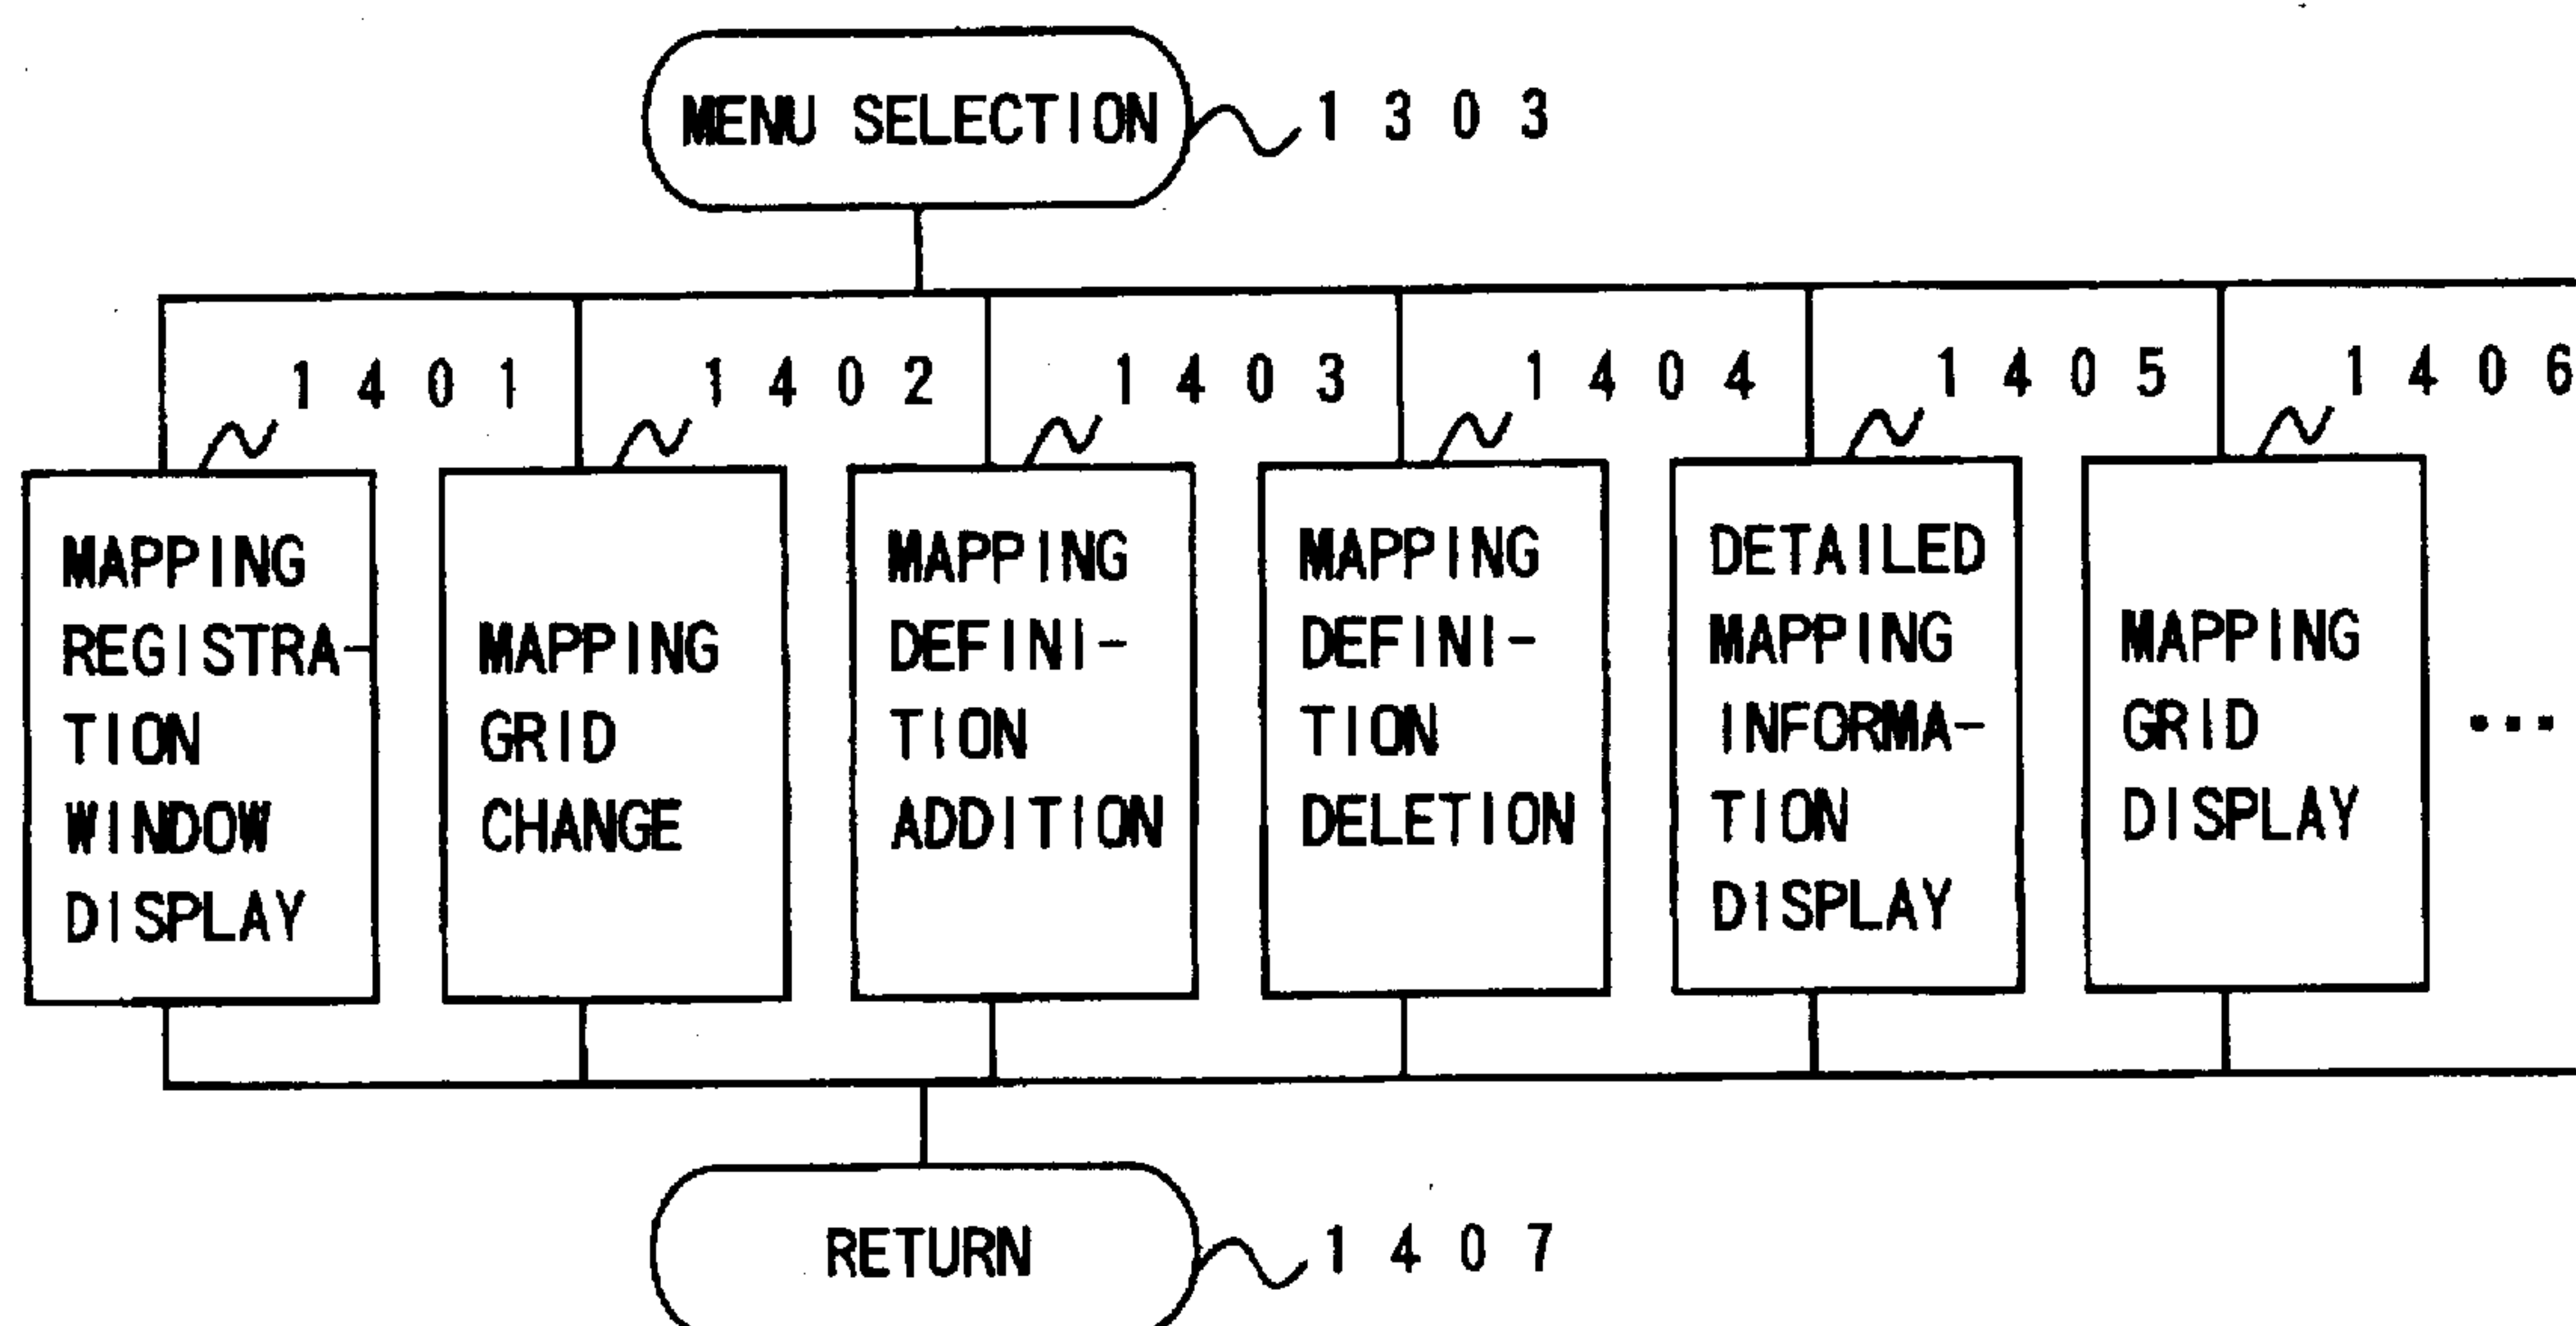 MENU SELECTION
1303
1401
1402
1403
1404
1405
1406
MAPPING
REGISTRA-
TION
WINDOW
DISPLAY
MAPPING
GRID
CHANGE
MAPPING
DEFINI-
TION
ADDITION
MAPPING
DEFINI-
TION
DELETION
DETAILED
MAPPING
INFORMA-
TION
DISPLAY
MAPPING
GRID
DISPLAY
...
RETURN
1407